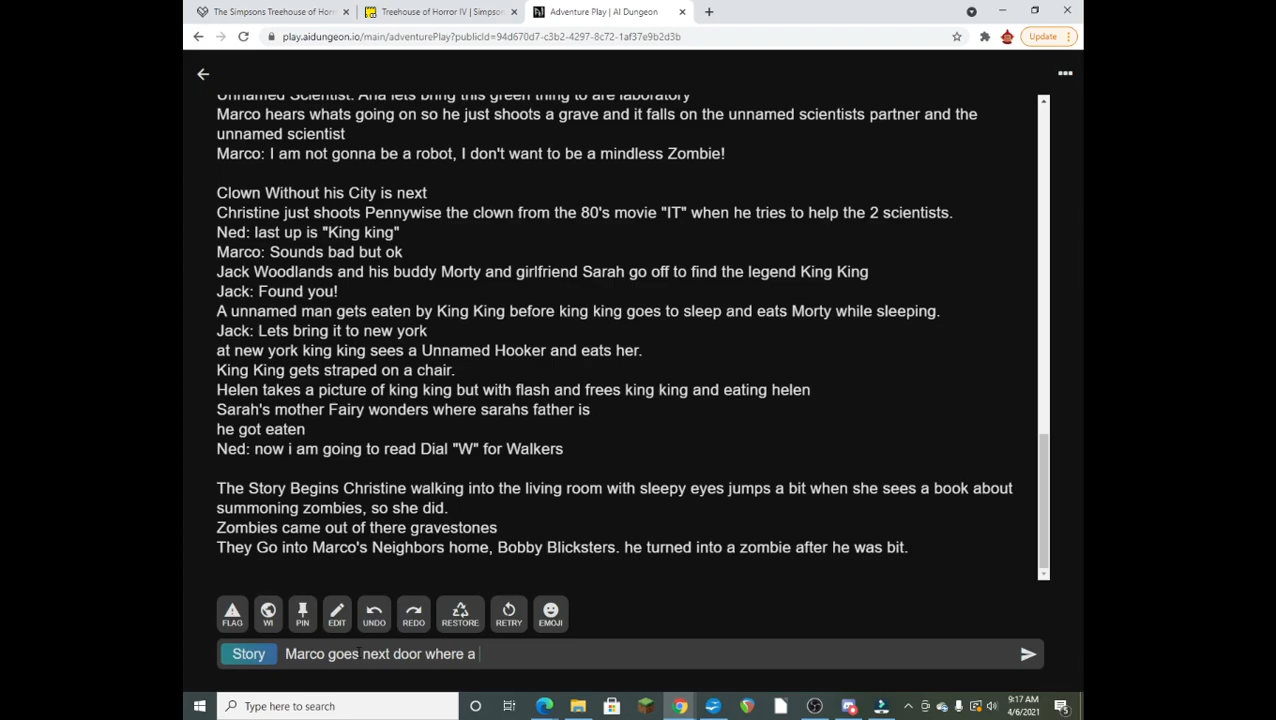 The Simpsons Treehouse of Horr
Treehouse of Horror IV | Simpson
Adventure Play | AI Dungeon
play.aidungeon.io/main/adventurePlay?publicId=94d670d7-c3b2-4297-8c72-1af37e9b2d3b
Update
Unnamed Scientist: Aha lets bring this green thing to are laboratory
Marco hears whats going on so he just shoots a grave and it falls on the unnamed scientists partner and the
unnamed scientist
Marco: I am not gonna be a robot, I don't want to be a mindless Zombie!
Clown Without his City is next
Christine just shoots Pennywise the clown from the 80's movie "IT" when he tries to help the 2 scientists.
Ned: last up is "King king"
Marco: Sounds bad but ok
Jack Woodlands and his buddy Morty and girlfriend Sarah go off to find the legend King King
Jack: Found you!
A unnamed man gets eaten by King King before king king goes to sleep and eats Morty while sleeping.
Jack: Lets bring it to new york
at new york king king sees a Unnamed Hooker and eats her.
King King gets straped on a chair.
Helen takes a picture of king king but with flash and frees king king and eating helen
Sarah's mother Fairy wonders where sarahs father is
he got eaten
Ned: now i am going to read Dial "W" for Walkers
The Story Begins Christine walking into the living room with sleepy eyes jumps a bit when she sees a book about
summoning zombies, so she did.
Zombies came out of there gravestones
They Go into Marco's Neighbors home, Bobby Blicksters. he turned into a zombie after he was bit.
FLAG WI PIN EDIT UNDO REDO RESTORE RETRY EMOJI
Story Marco goes next door where a
Type here to search
9:17 AM
4/6/2021
5